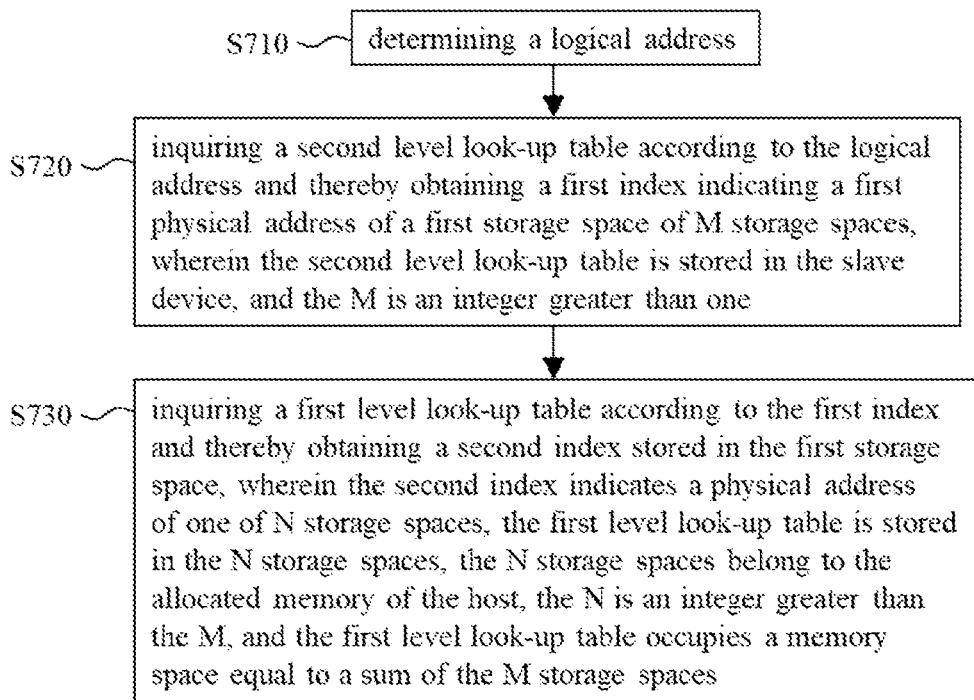 S710
determining a logical address
S720
inquiring a second level look-up table according to the logical
address and thereby obtaining a first index indicating a first
physical address of a first storage space of M storage spaces,
wherein the second level look-up table is stored in the slave
device, and the M is an integer greater than one
S730
inquiring a first level look-up table according to the first index
and thereby obtaining a second index stored in the first storage
space, wherein the second index indicates a physical address
of one of N storage spaces, the first level look-up table is stored
in the N storage spaces, the N storage spaces belong to the
allocated memory of the host, the N is an integer greater than
the M, and the first level look-up table occupies a memory
space equal to a sum of the M storage spaces